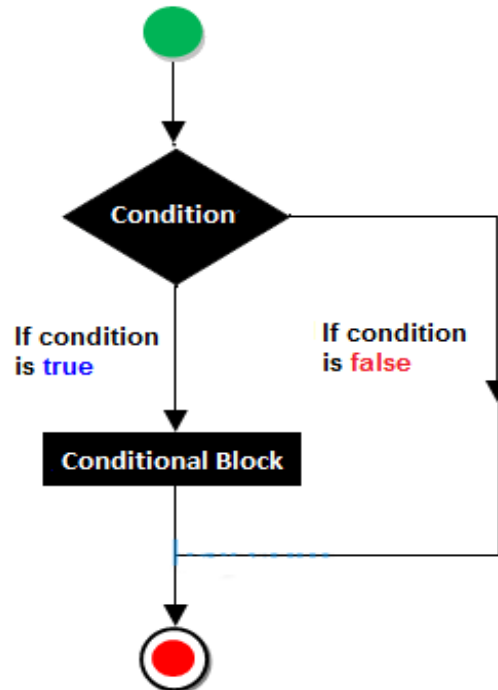 Condition
If condition
is true
If condition
is false
Conditional Block